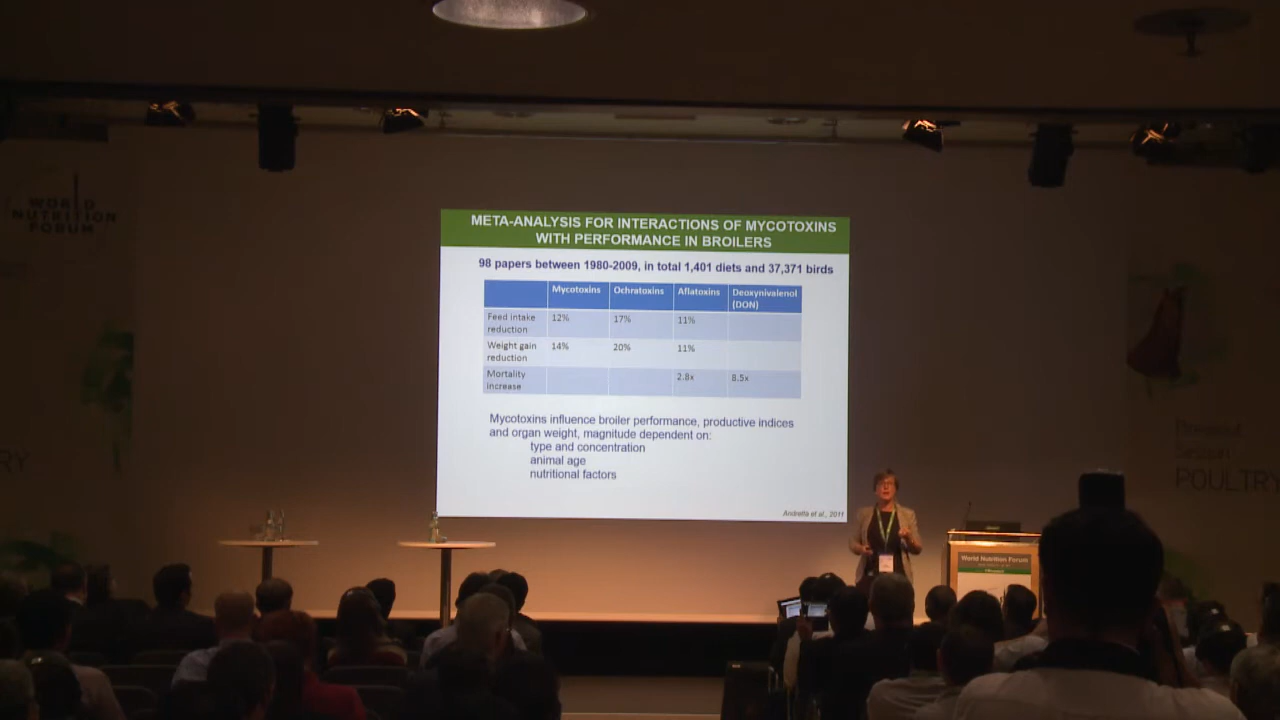 WORLD
NUTRITION
FORUM
META-ANALYSIS FOR INTERACTIONS OF MYCOTOXINS
WITH PERFORMANCE IN BROILERS
98 papers between 1980-2009, in total 1,401 diets and 37,371 birds
Mycotoxins Ochratoxins Aflatoxins Deoxynivalenol
(DON)
Feed intake
reduction
12% 17% 11%
Weight gain
reduction
14% 20% 11%
Mortality
increase
2.8x 8.5x
Mycotoxins influence broiler performance, productive indices
and organ weight, magnitude dependent on:
type and concentration
animal age
nutritional factors
Andretta et al., 2011
RY
POULTRY
World Nutrition Forum